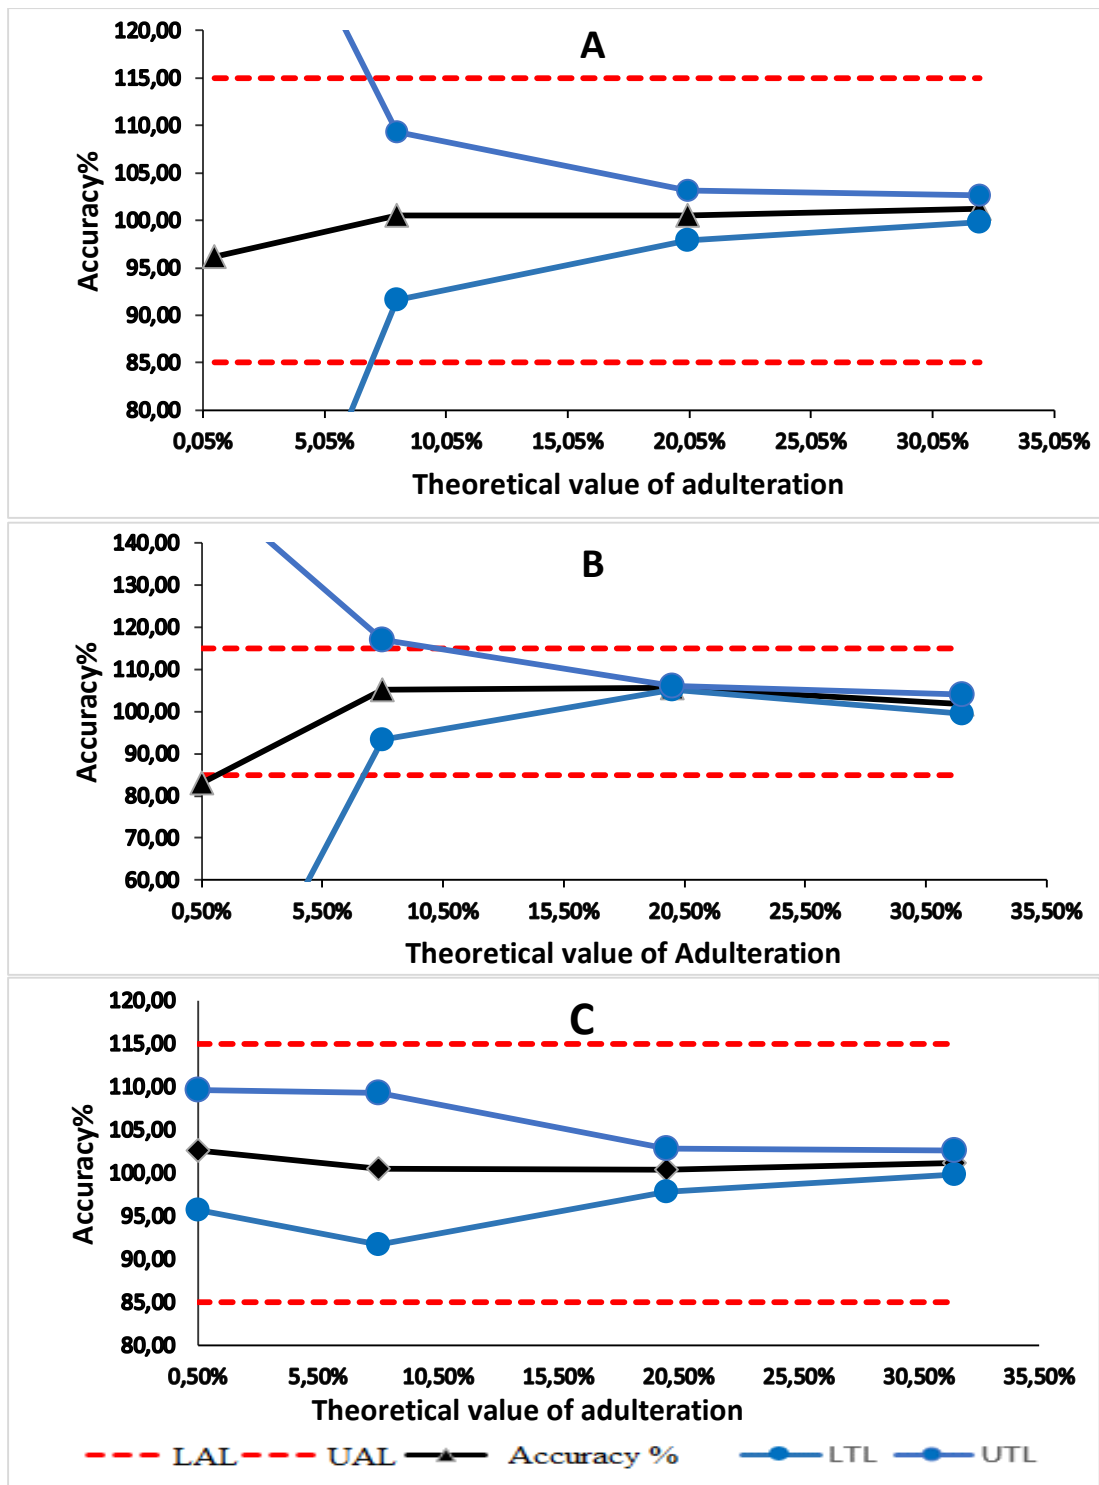 A
120,00
115,00
110,00
105,00
100,00
95,00
90,00
85,00
80,00
Accuracy%
0,05% 5,05% 10,05% 15,05% 20,05% 25,05% 30,05% 35,05%
Theoretical value of adulteration
B
140,00
130,00
120,00
110,00
100,00
90,00
80,00
70,00
60,00
Accuracy%
0,50% 5,50% 10,50% 15,50% 20,50% 25,50% 30,50% 35,50%
Theoretical value of Adulteration
C
120,00
115,00
110,00
105,00
100,00
95,00
90,00
85,00
80,00
Accuracy%
0,50% 5,50% 10,50% 15,50% 20,50% 25,50% 30,50% 35,50%
Theoretical value of adulteration
LAL UAL Accuracy % LTL UTL